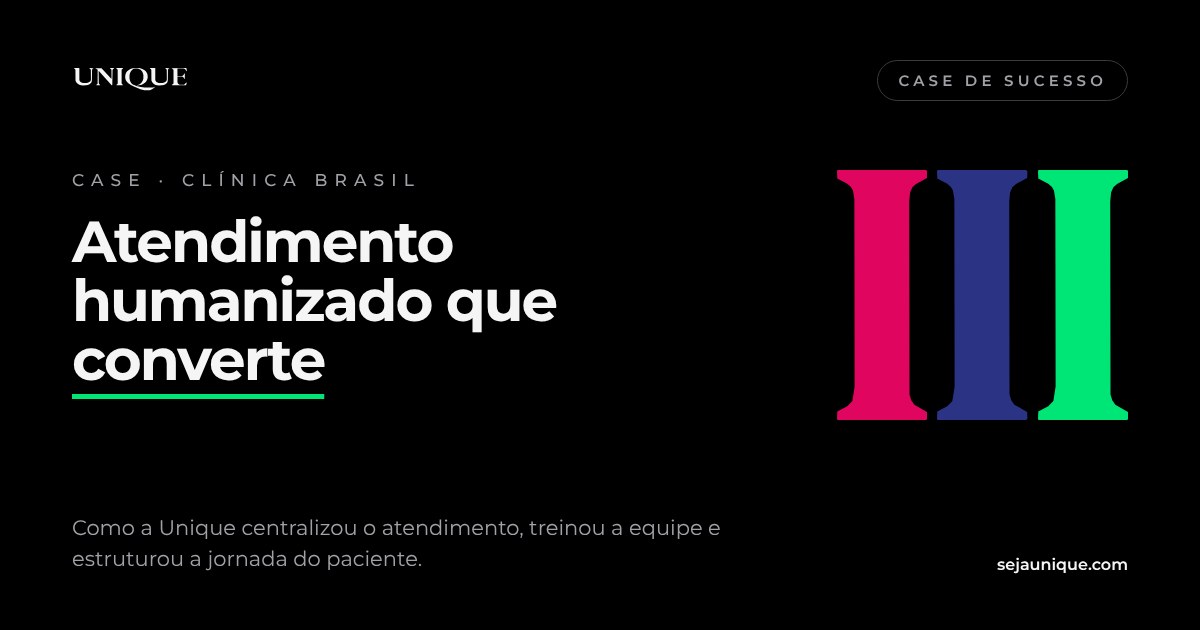 UNIQUE
CASE DE SUCESSO
CASE · CLÍNICA BRASIL
Atendimento
humanizado que
converte
Como a Unique centralizou o atendimento, treinou a equipe e
estruturou a jornada do paciente.
sejaunique.com